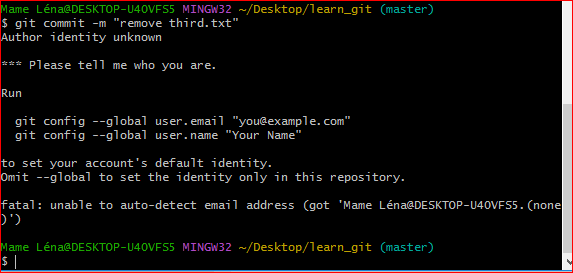 Mame Léna@DESKTOP-U4OVFS5 MINGW32 ~/Desktop/learn_git (master)
$ git commit -m "remove third.txt"
Author identity unknown
*** Please tell me who you are.
Run
git config --global user.email "you@example.com"
git config --global user.name "Your Name"
to set your account's default identity.
Omit --global to set the identity only in this repository.
fatal: unable to auto-detect email address (got 'Mame Léna@DESKTOP-U4OVFS5.(none
)')
Mame Léna@DESKTOP-U4OVFS5 MINGW32 ~/Desktop/learn_git (master)
$